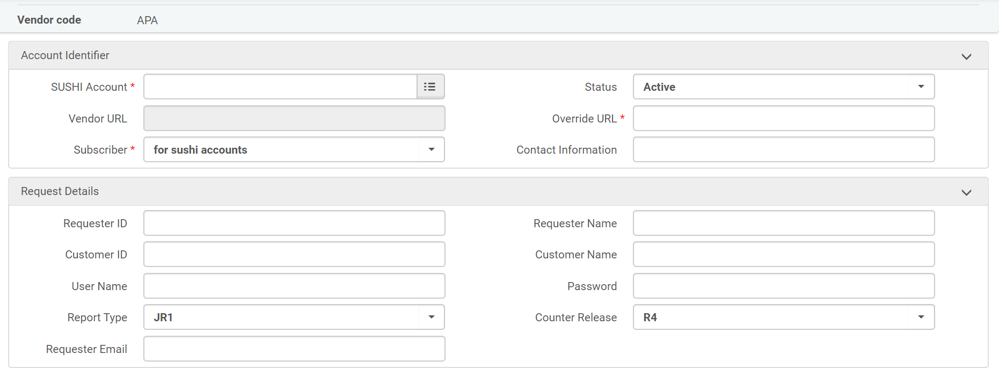 Vendor code APA
Account Identifier
SUSHI Account * Status Active
Vendor URL Override URL *
Subscriber * for sushi accounts Contact Information
Request Details
Requester ID Requester Name
Customer ID Customer Name
User Name Password
Report Type JR1 Counter Release R4
Requester Email